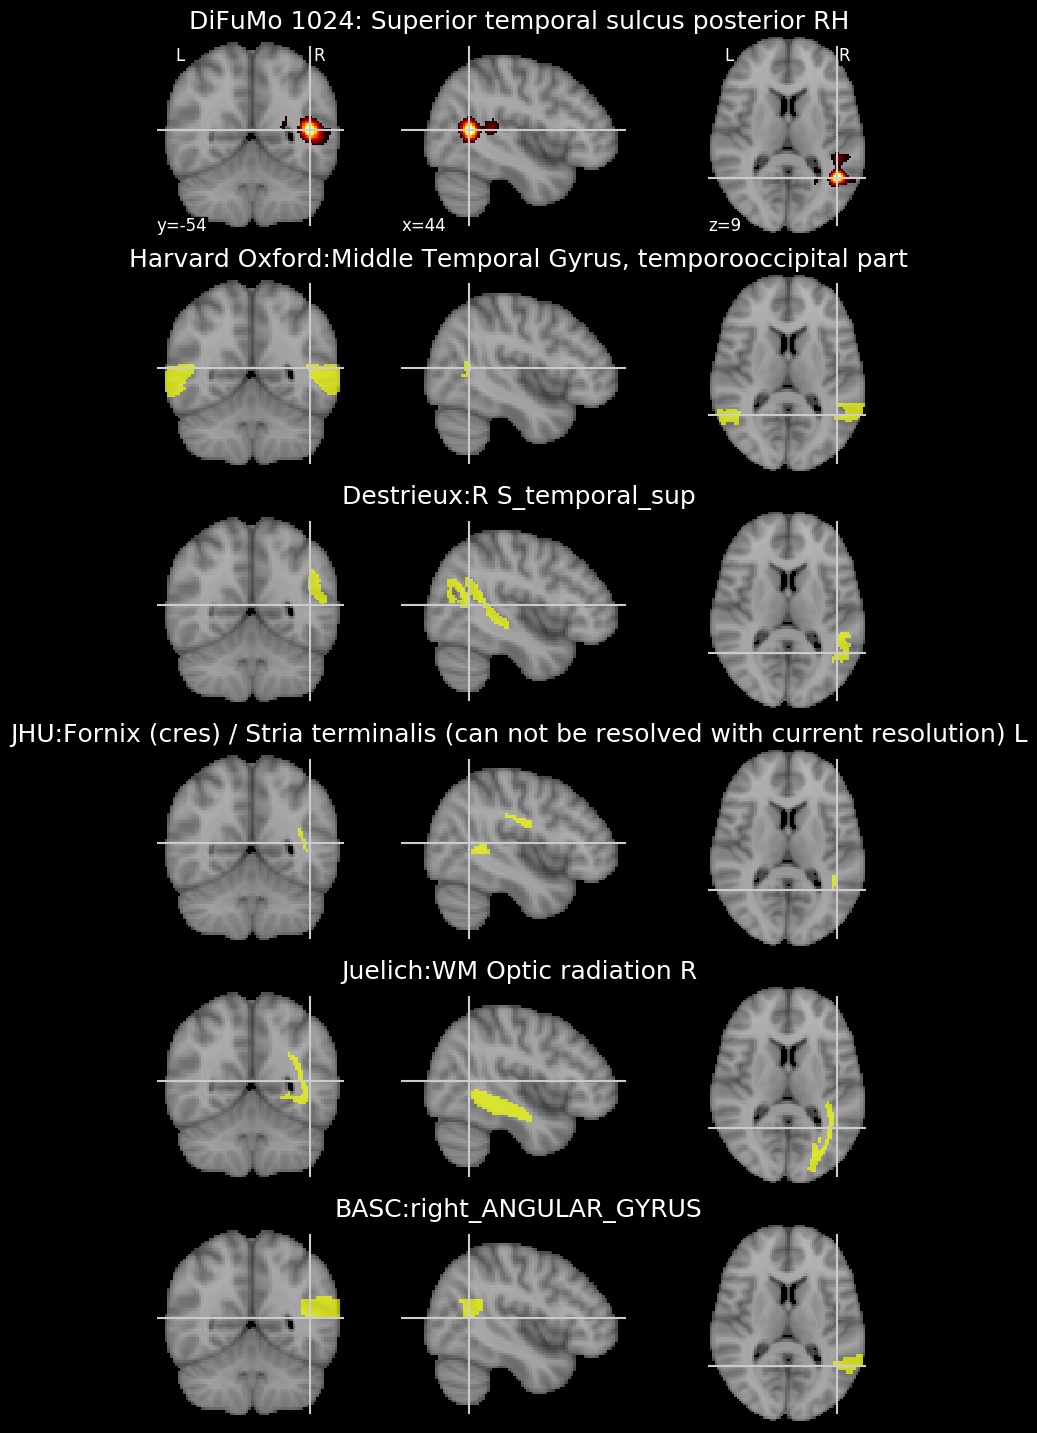 DiFuMo 1024: Superior temporal sulcus posterior RH
L R L R
y=-54 x=44 z=9
Harvard Oxford:Middle Temporal Gyrus, temporooccipital part
Destrieux:R S_temporal_sup
JHU:Fornix (cres) / Stria terminalis (can not be resolved with current resolution) L
Juelich:WM Optic radiation R
BASC:right_ANGULAR_GYRUS